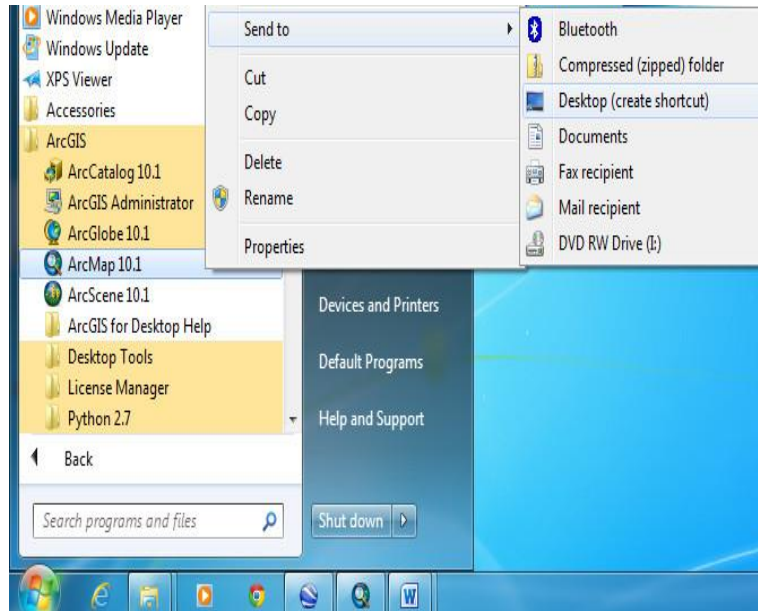 Windows Media Player
Windows Update
XPS Viewer
Accessories
ArcGIS
ArcCatalog 10.1
ArcGIS Administrator
ArcGlobe 10.1
ArcMap 10.1
ArcScene 10.1
ArcGIS for Desktop Help
Desktop Tools
License Manager
Python 2.7
Back
Search programs and files
Send to
Cut
Copy
Delete
Rename
Properties
Bluetooth
Compressed (zipped) folder
Desktop (create shortcut)
Documents
Fax recipient
Mail recipient
DVD RW Drive (I:)
Devices and Printers
Default Programs
Help and Support
Shut down
W